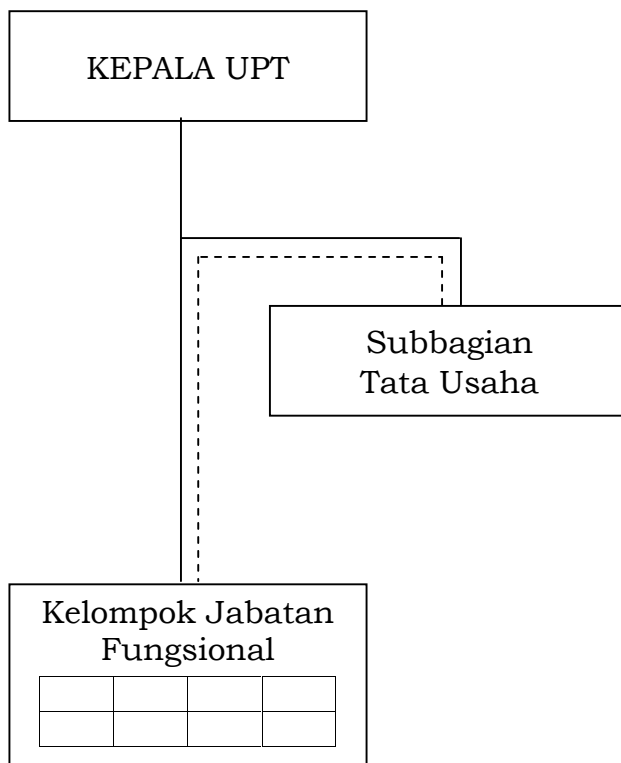 KEPALA UPT
Subbagian
Tata Usaha
Kelompok Jabatan
Fungsional